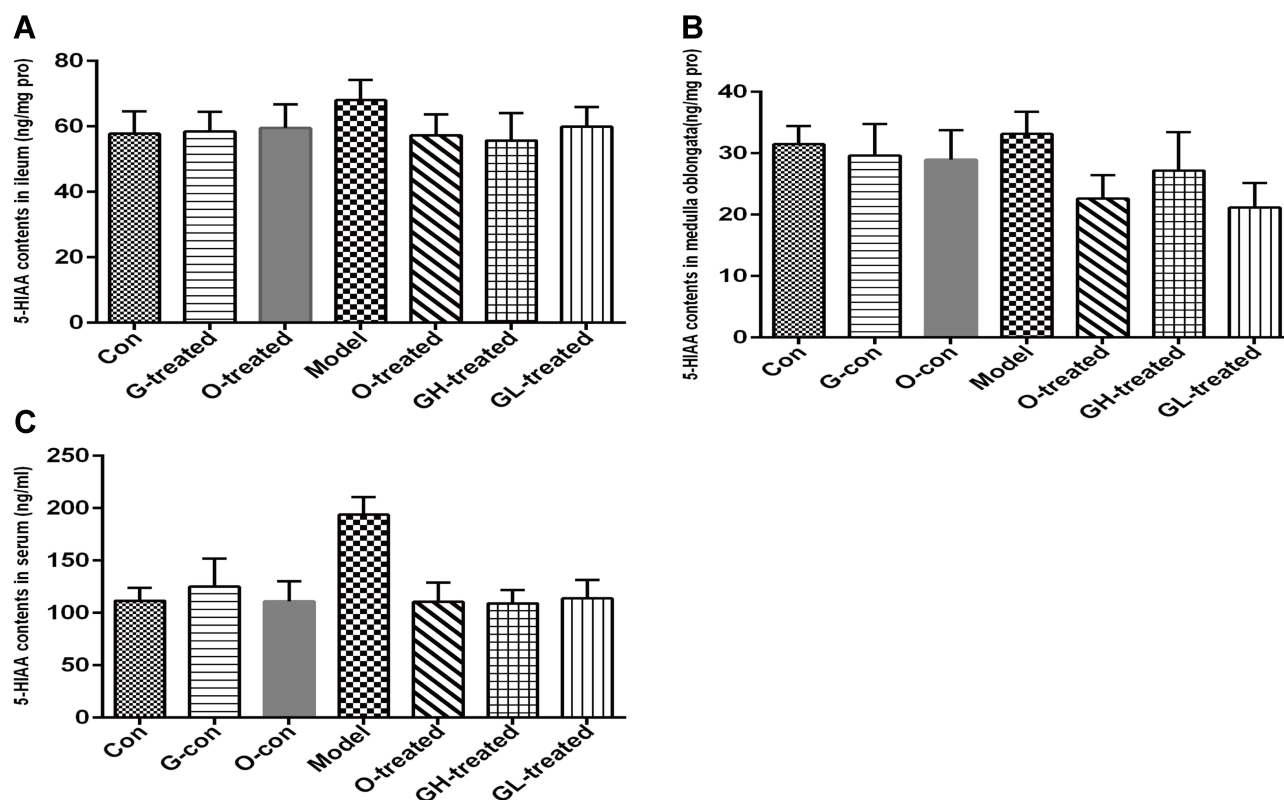 A
5-HIAA contents in ileum (ng/mg pro)
80
60
40
20
0
Con
G-treated
O-treated
Model
O-treated
GH-treated
GL-treated
B
5-HIAA contents in medulla oblongata(ng/mg pro)
40
30
20
10
0
Con
G-con
O-con
Model
O-treated
GH-treated
GL-treated
C
5-HIAA contents in serum (ng/ml)
250
200
150
100
50
0
Con
G-con
O-con
Model
O-treated
GH-treated
GL-treated